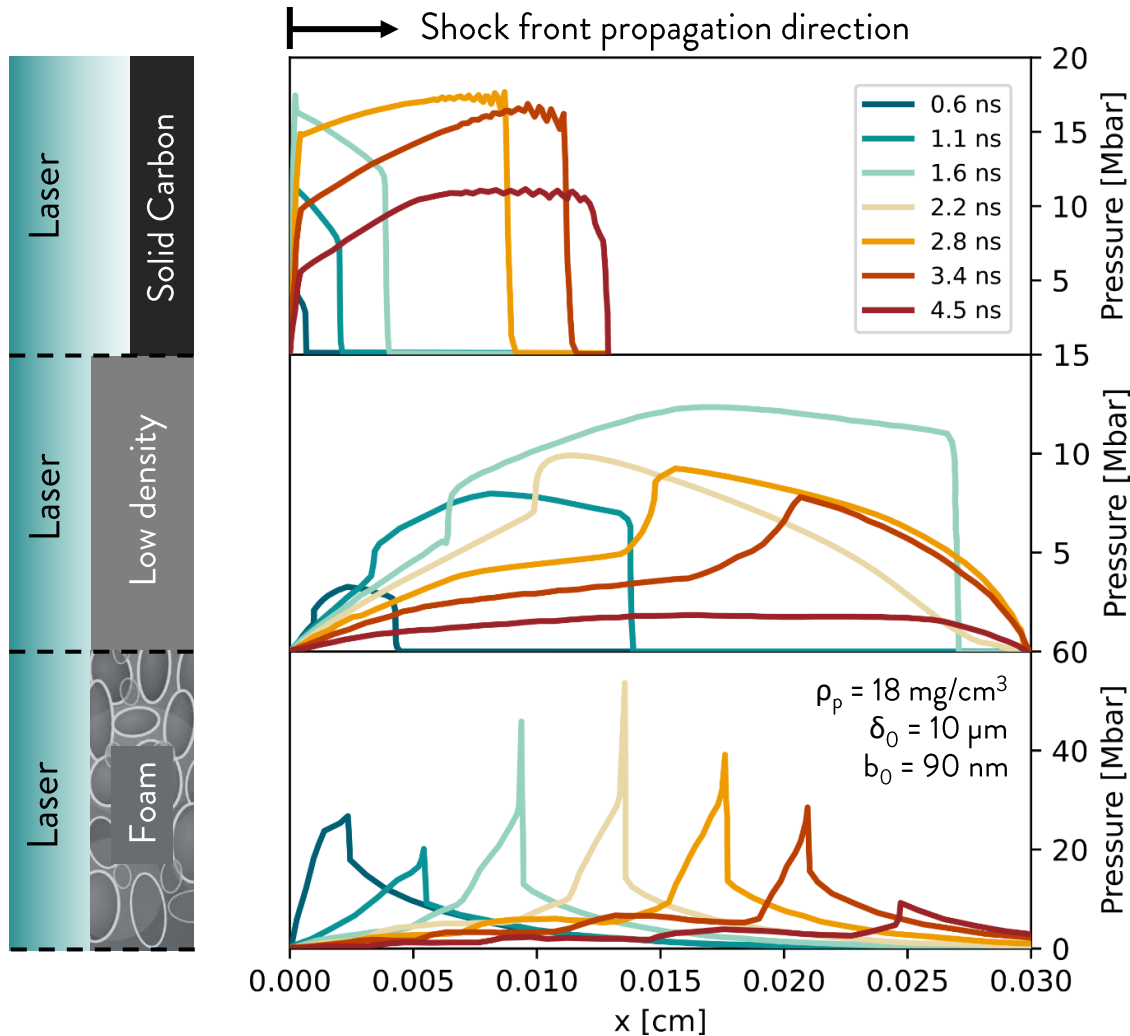 Shock front propagation direction
Laser
Solid Carbon
0.6 ns
1.1 ns
1.6 ns
2.2 ns
2.8 ns
3.4 ns
4.5 ns
20
15
10
5
Pressure [Mbar]
Laser
Low density
15
10
5
Pressure [Mbar]
Laser
Foam
ρₚ = 18 mg/cm³
δ₀ = 10 µm
b₀ = 90 nm
60
40
20
0
Pressure [Mbar]
0.000 0.005 0.010 0.015 0.020 0.025 0.030
x [cm]